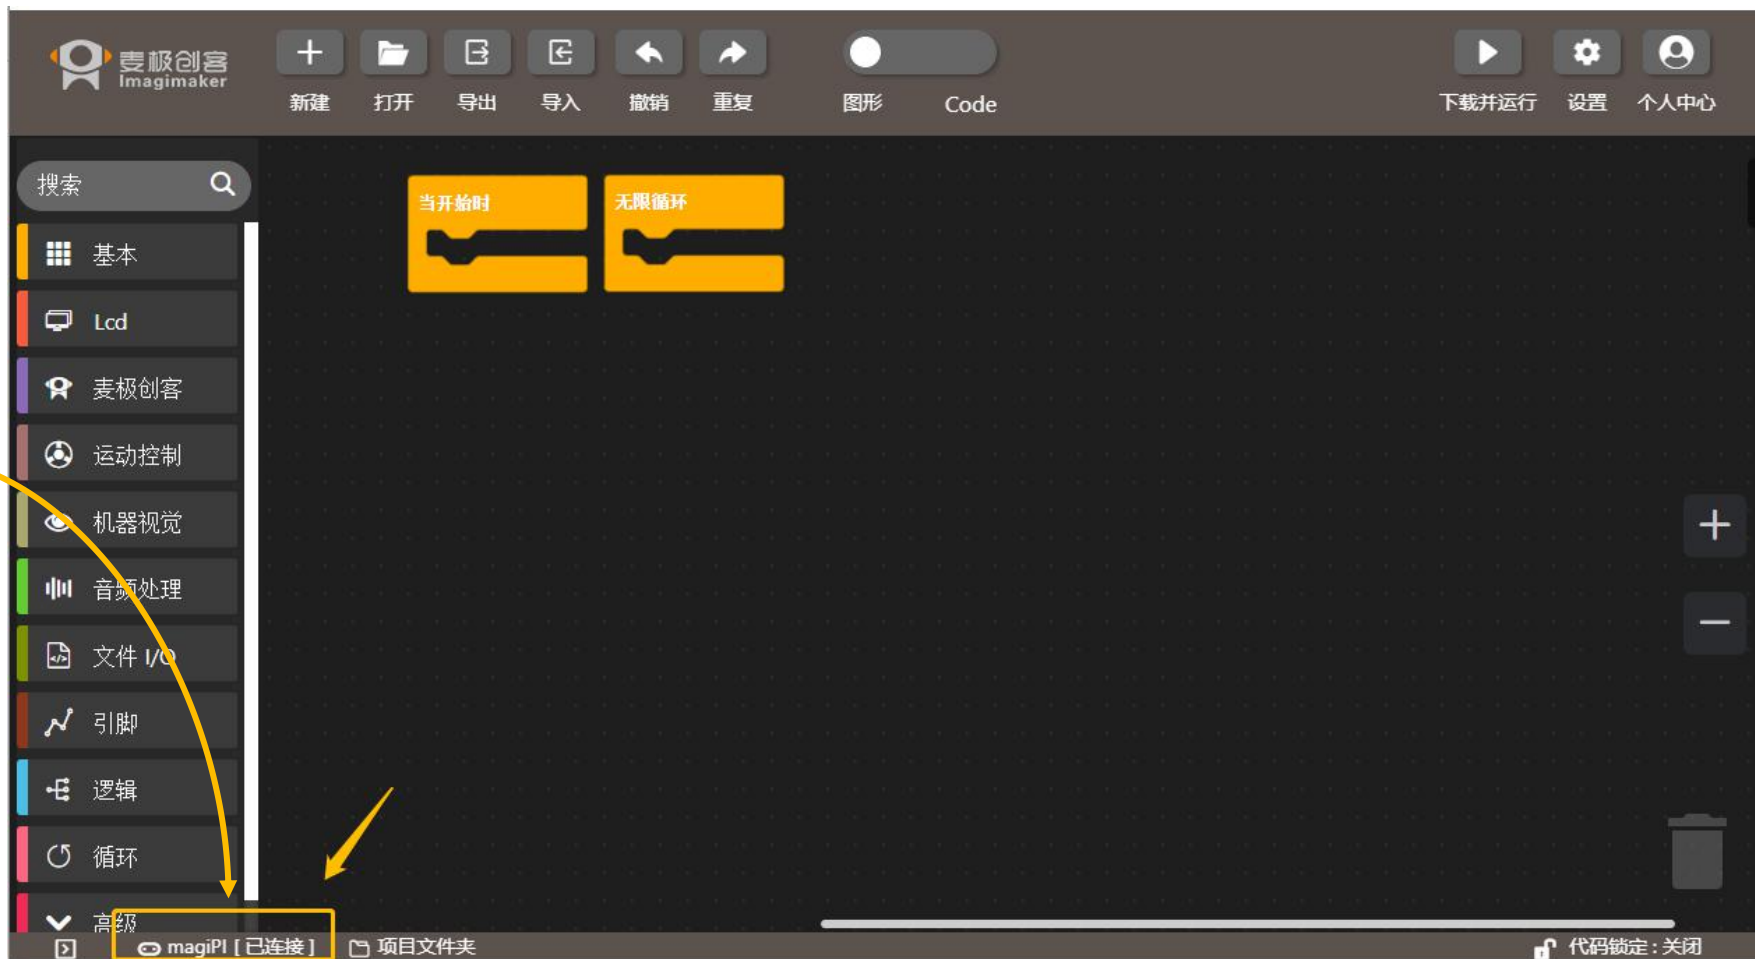 麦极创客
Imagimaker
新建
打开
导出
导入
撤销
重复
图形
Code
下载并运行
设置
个人中心
搜索
当开始时
无限循环
基本
Lcd
麦极创客
运动控制
机器视觉
音频处理
文件 I/O
引脚
逻辑
循环
高级
magiPI [ 已连接 ]
项目文件夹
代码锁定 : 关闭